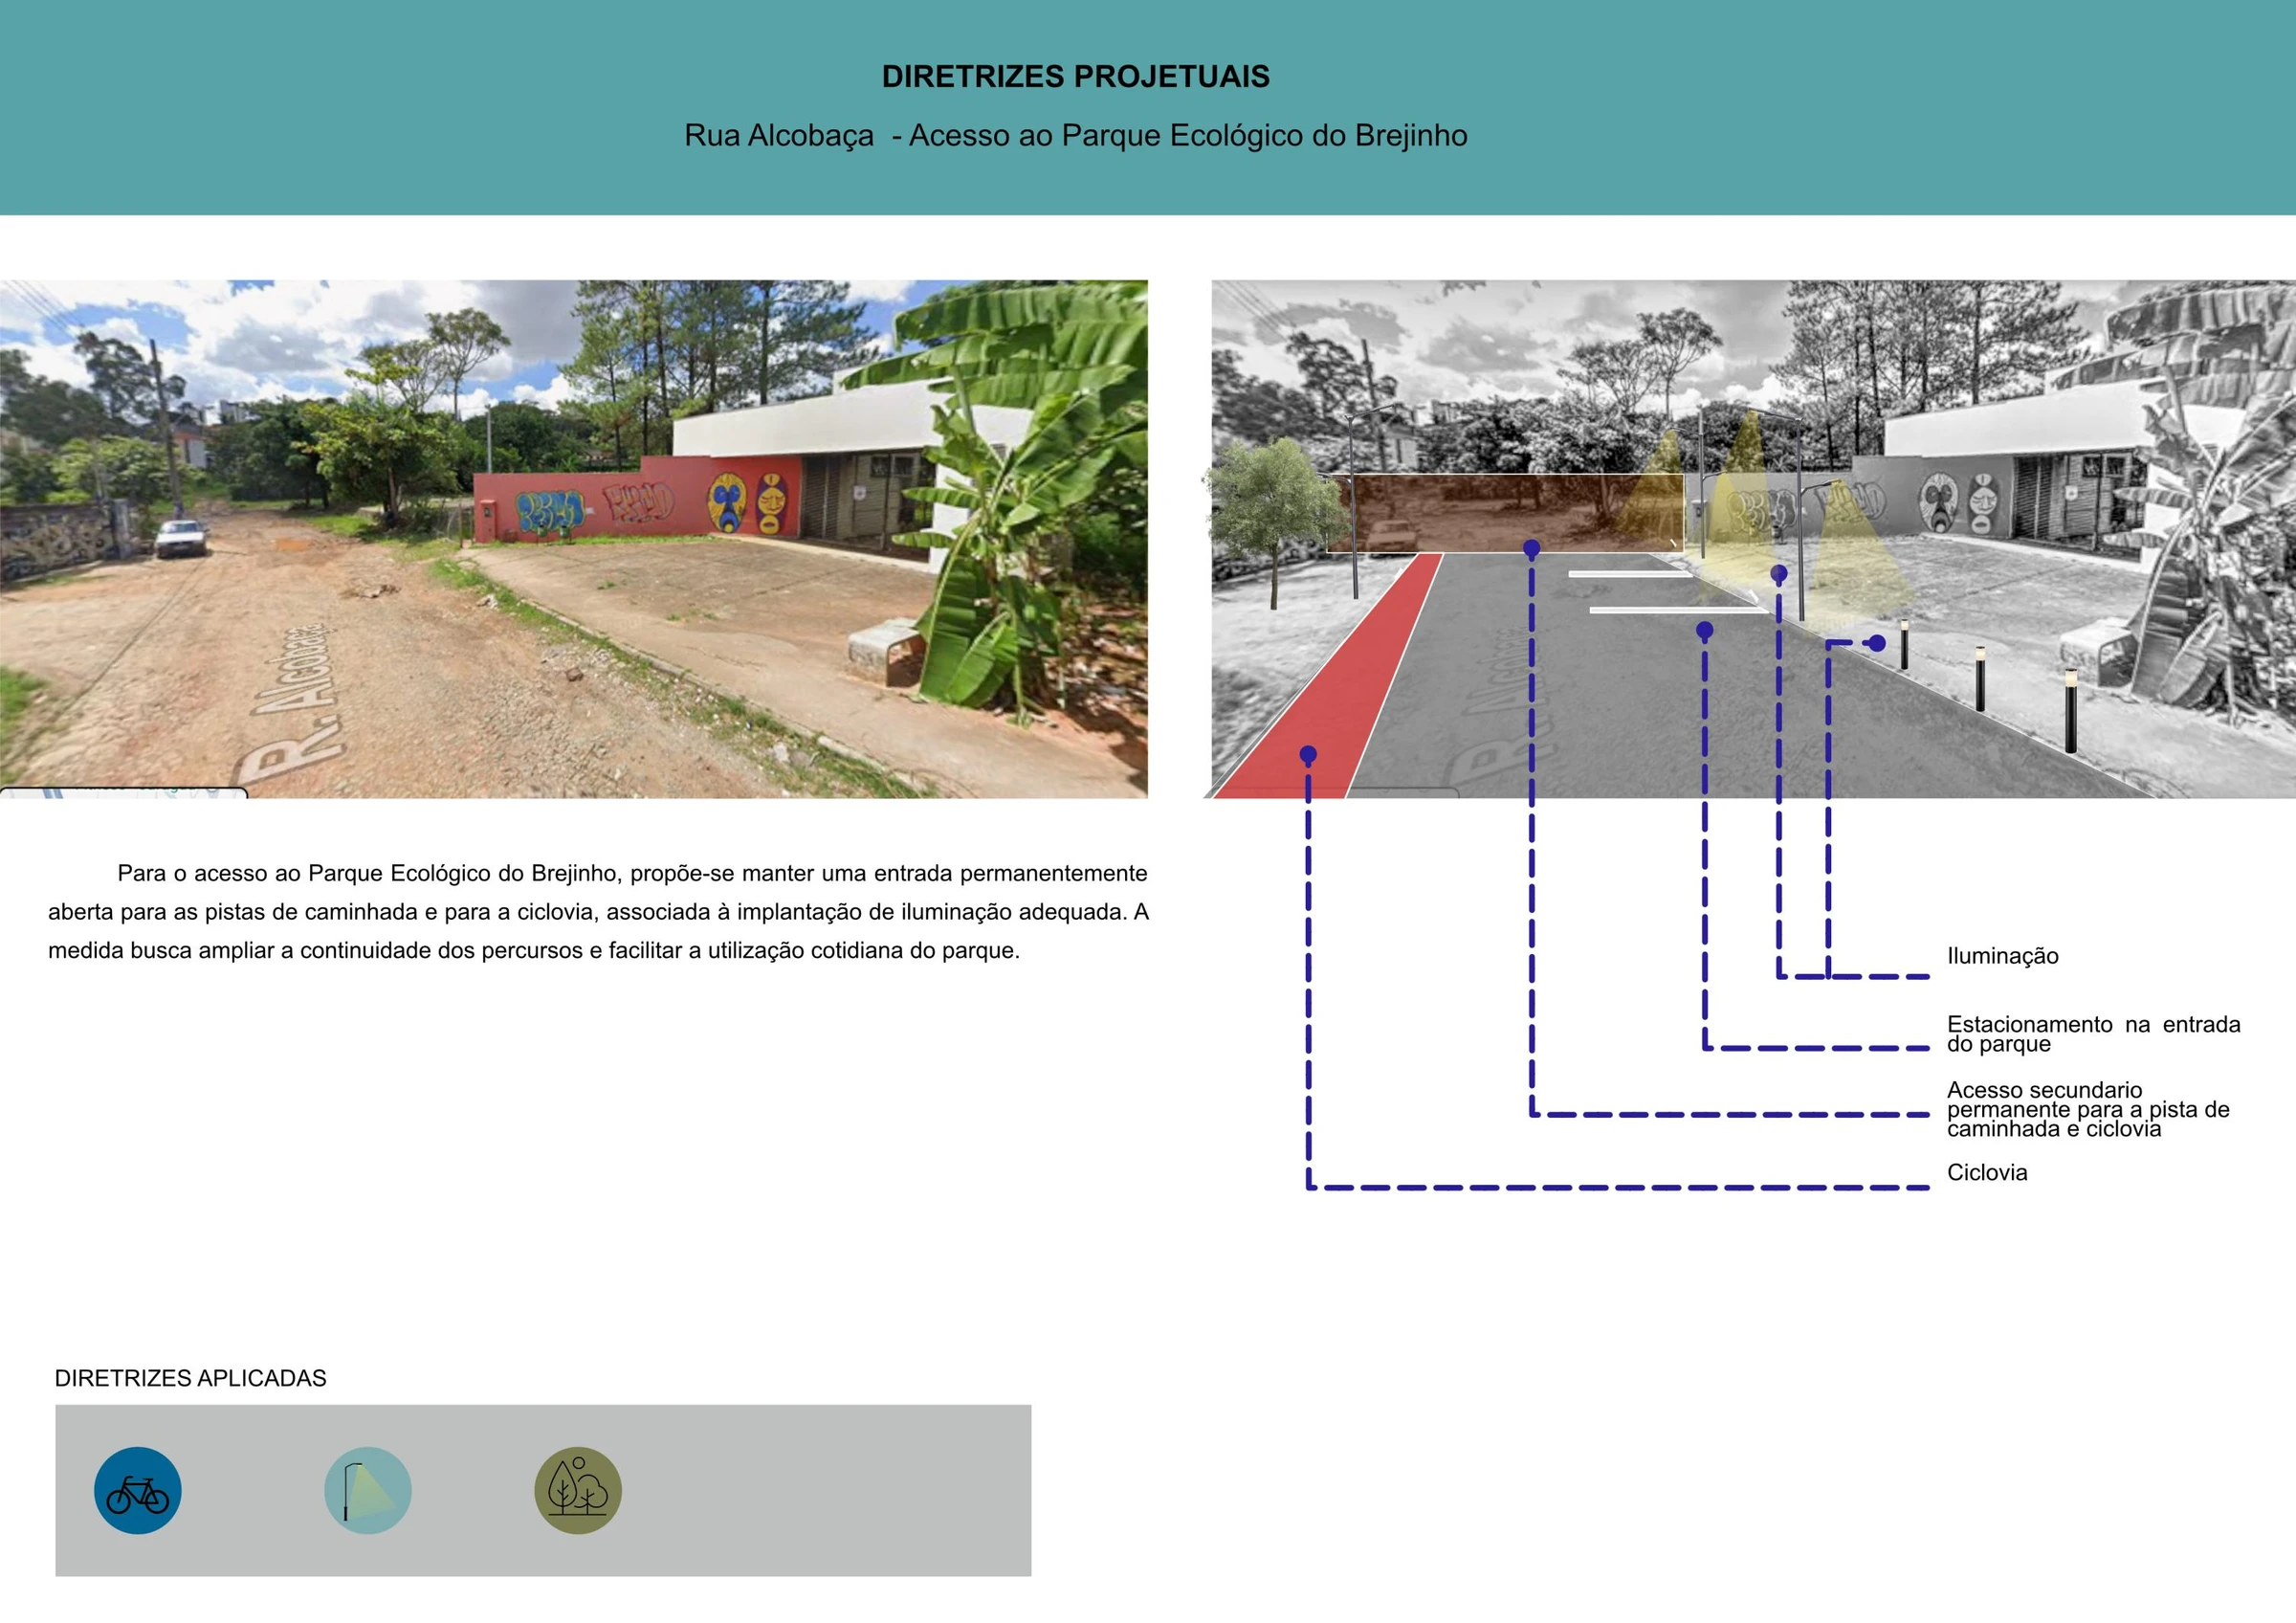 DIRETRIZES PROJETUAIS
Rua Alcobaça - Acesso ao Parque Ecológico do Brejinho
R. Alcobaça
Para o acesso ao Parque Ecológico do Brejinho, propõe-se manter uma entrada permanentemente
aberta para as pistas de caminhada e para a ciclovia, associada à implantação de iluminação adequada. A
medida busca ampliar a continuidade dos percursos e facilitar a utilização cotidiana do parque.
Iluminação
Estacionamento na entrada
do parque
Acesso secundario
permanente para a pista de
caminhada e ciclovia
Ciclovia
DIRETRIZES APLICADAS